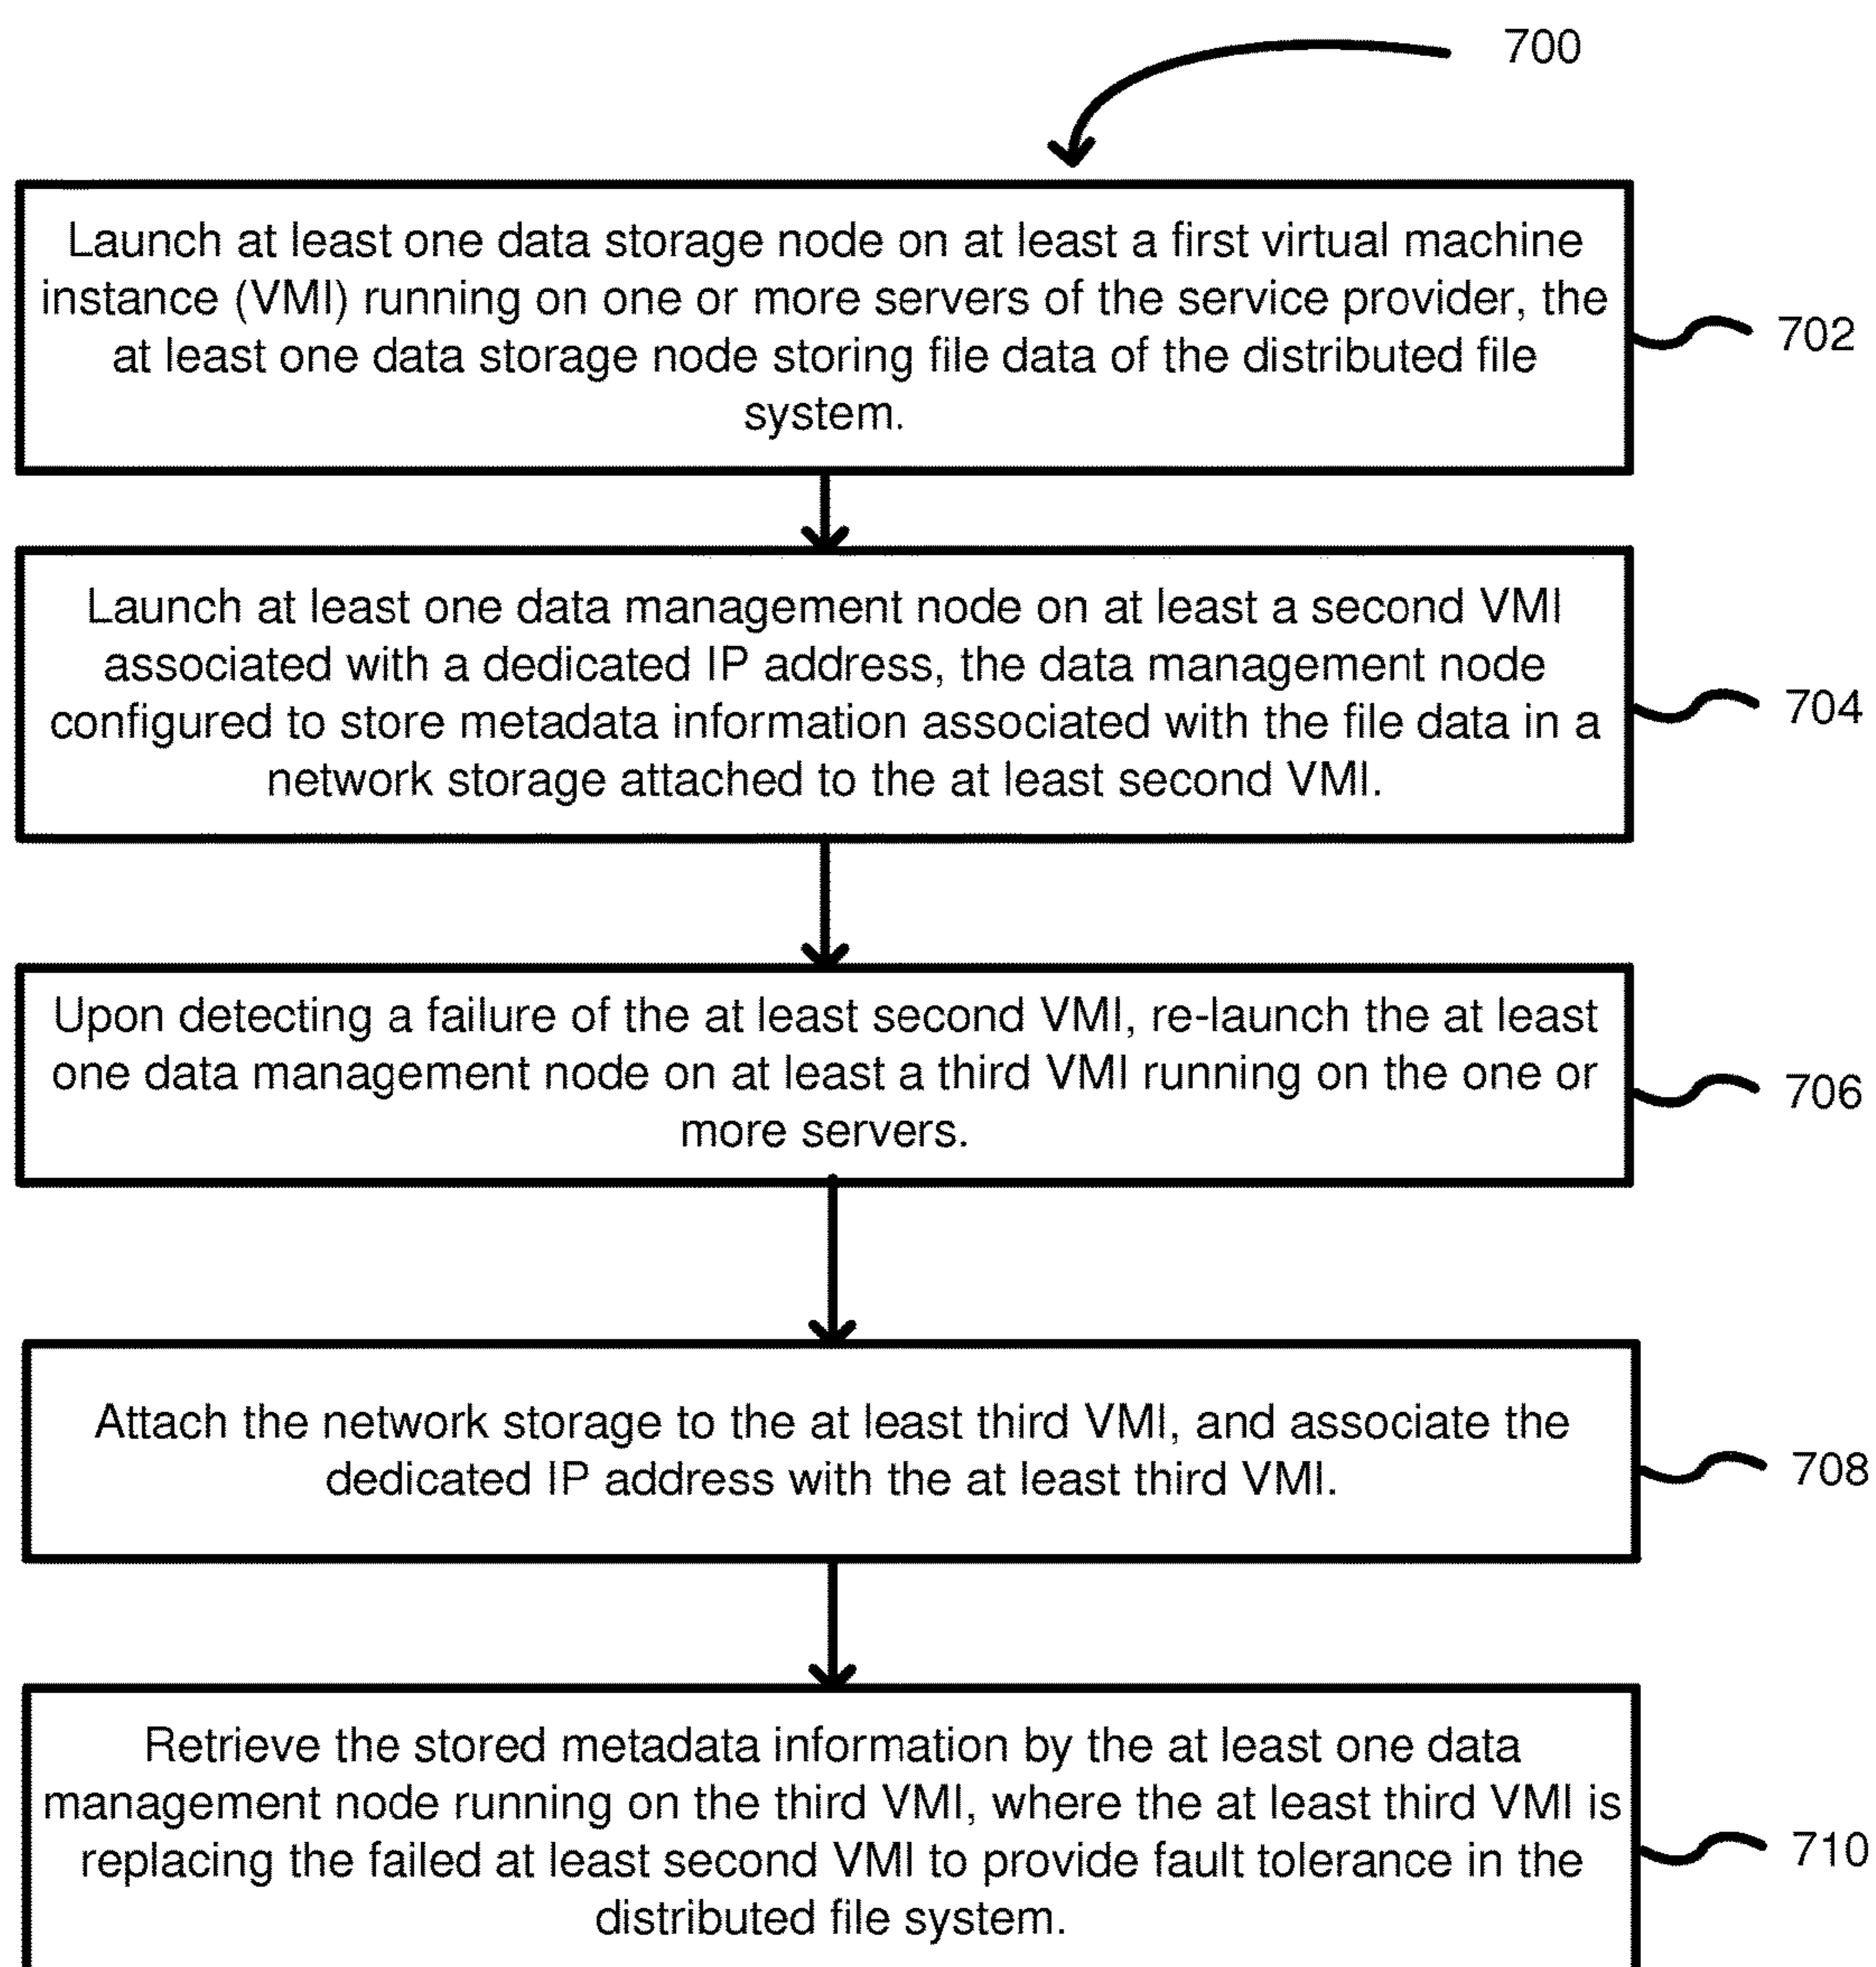 700
Launch at least one data storage node on at least a first virtual machine
instance (VMI) running on one or more servers of the service provider, the
at least one data storage node storing file data of the distributed file
system.
702
Launch at least one data management node on at least a second VMI
associated with a dedicated IP address, the data management node
configured to store metadata information associated with the file data in a
network storage attached to the at least second VMI.
704
Upon detecting a failure of the at least second VMI, re-launch the at least
one data management node on at least a third VMI running on the one or
more servers.
706
Attach the network storage to the at least third VMI, and associate the
dedicated IP address with the at least third VMI.
708
Retrieve the stored metadata information by the at least one data
management node running on the third VMI, where the at least third VMI is
replacing the failed at least second VMI to provide fault tolerance in the
distributed file system.
710